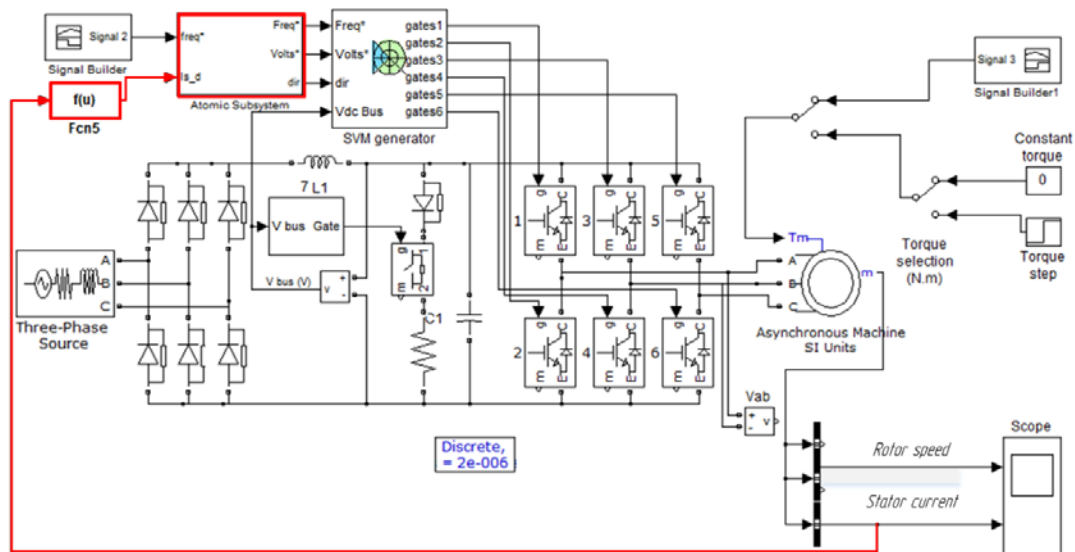 Signal 2
Signal Builder
freq*
Is_d
Freq*
Volts*
dir
Atomic Subsystem
f(u)
Fcn5
Freq*
Volts*
dir
Vdc Bus
gates1
gates2
gates3
gates4
gates5
gates6
SVM generator
Signal 3
Signal Builder1
Constant
torque
0
Torque
step
Torque
selection
(N.m)
7 L1
V bus Gate
V bus (V)
v
+
-
g
1
m
2
C1
A
B
C
Three-Phase
Source
1
g
C
m
E
3
g
C
m
E
5
g
C
m
E
2
g
C
m
E
4
g
C
m
E
6
g
C
m
E
Tm
A
B
C
m
Asynchronous Machine
SI Units
Vab
+
-
v
Discrete,
= 2e-006
Rotor speed
Stator current
Scope